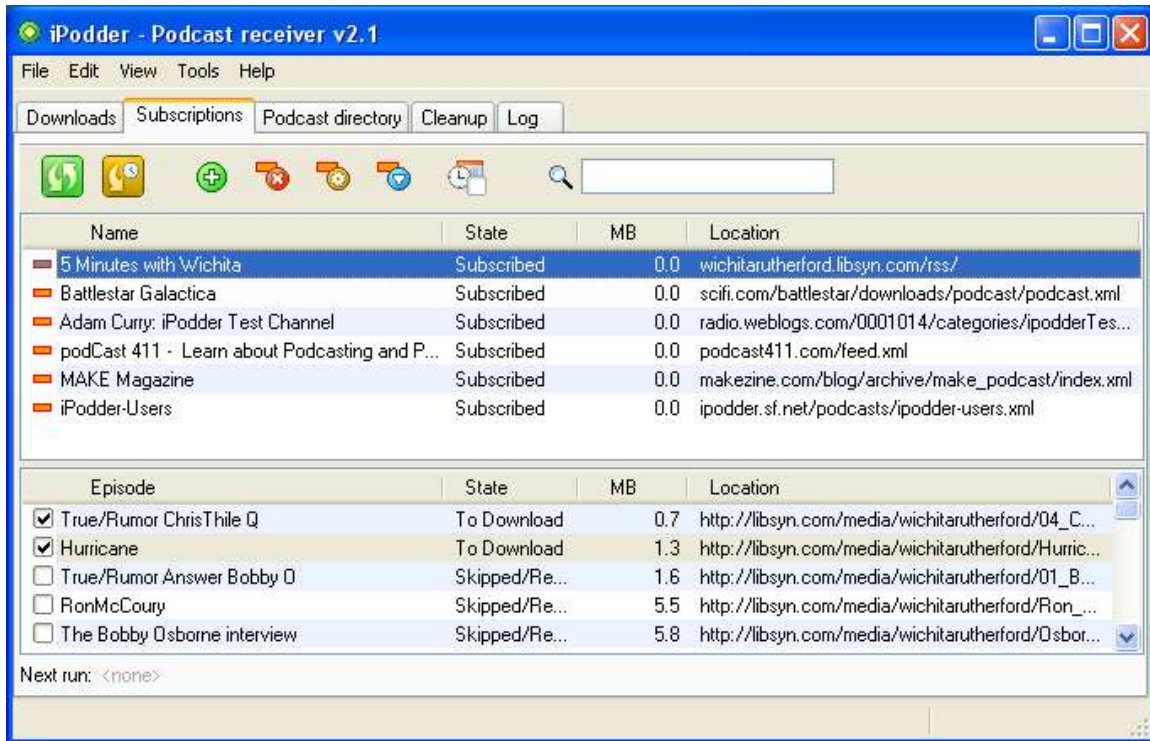 iPodder - Podcast receiver v2.1
File Edit View Tools Help
Downloads Subscriptions Podcast directory Cleanup Log
Name State MB Location
5 Minutes with Wichita Subscribed 0.0 wichitarutherford.libsyn.com/rss/
Battlestar Galactica Subscribed 0.0 scifi.com/battlestar/downloads/podcast/podcast.xml
Adam Curry: iPodder Test Channel Subscribed 0.0 radio.weblogs.com/0001014/categories/ipodderTes...
podCast 411 - Learn about Podcasting and P... Subscribed 0.0 podcast411.com/feed.xml
MAKE Magazine Subscribed 0.0 makezine.com/blog/archive/make_podcast/index.xml
iPodder-Users Subscribed 0.0 ipodder.sf.net/podcasts/ipodder-users.xml
Episode State MB Location
True/Rumor ChrisThile Q To Download 0.7 http://libsyn.com/media/wichitarutherford/04_C...
Hurricane To Download 1.3 http://libsyn.com/media/wichitarutherford/Hurric...
True/Rumor Answer Bobby O Skipped/Re... 1.6 http://libsyn.com/media/wichitarutherford/01_B...
RonMcCoury Skipped/Re... 5.5 http://libsyn.com/media/wichitarutherford/Ron_...
The Bobby Osborne interview Skipped/Re... 5.8 http://libsyn.com/media/wichitarutherford/Osbor...
Next run: <none>